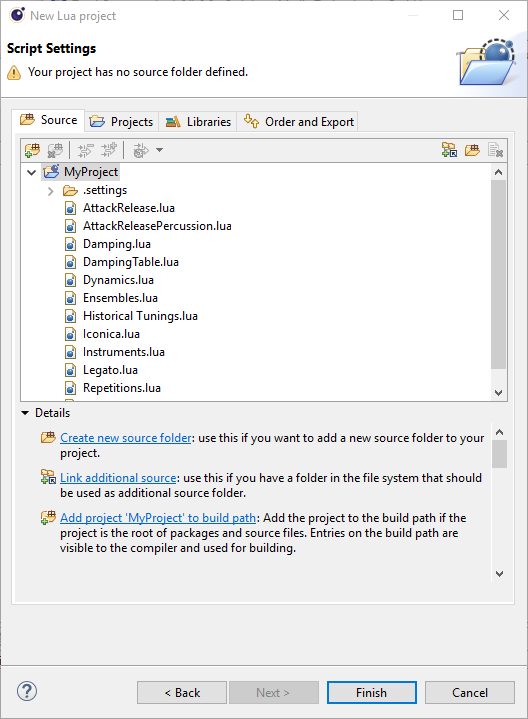 New Lua project
Script Settings
Your project has no source folder defined.
Source
Projects
Libraries
Order and Export
MyProject
.settings
AttackRelease.lua
AttackReleasePercussion.lua
Damping.lua
DampingTable.lua
Dynamics.lua
Ensembles.lua
Historical Tunings.lua
Iconica.lua
Instruments.lua
Legato.lua
Repetitions.lua
Details
Create new source folder: use this if you want to add a new source folder to your
project.
Link additional source: use this if you have a folder in the file system that should
be used as additional source folder.
Add project 'MyProject' to build path: Add the project to the build path if the
project is the root of packages and source files. Entries on the build path are
visible to the compiler and used for building.
?
< Back
Next >
Finish
Cancel